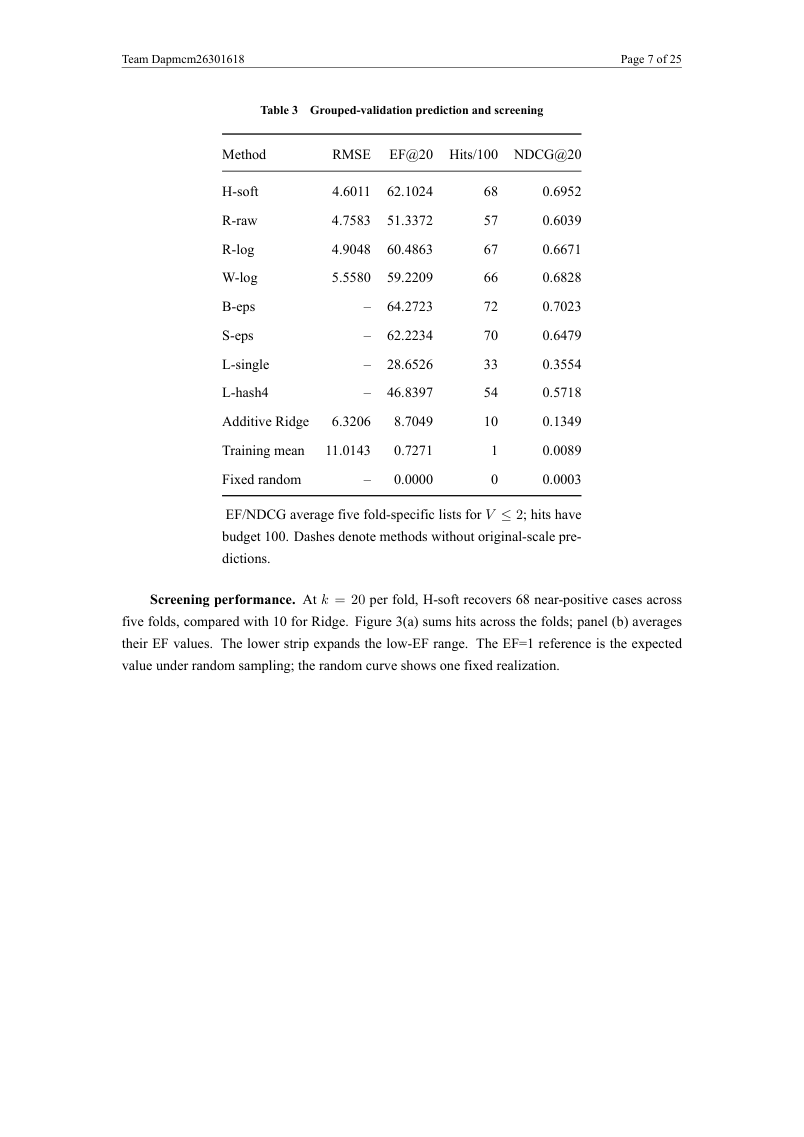 Team Dapmcm26301618 Page 7 of 25
Table 3 Grouped-validation prediction and screening
Method RMSE EF@20 Hits/100 NDCG@20
H-soft 4.6011 62.1024 68 0.6952
R-raw 4.7583 51.3372 57 0.6039
R-log 4.9048 60.4863 67 0.6671
W-log 5.5580 59.2209 66 0.6828
B-eps – 64.2723 72 0.7023
S-eps – 62.2234 70 0.6479
L-single – 28.6526 33 0.3554
L-hash4 – 46.8397 54 0.5718
Additive Ridge 6.3206 8.7049 10 0.1349
Training mean 11.0143 0.7271 1 0.0089
Fixed random – 0.0000 0 0.0003
EF/NDCG average five fold-specific lists for V ≤ 2; hits have
budget 100. Dashes denote methods without original-scale pre-
dictions.
Screening performance. At k = 20 per fold, H-soft recovers 68 near-positive cases across
five folds, compared with 10 for Ridge. Figure 3(a) sums hits across the folds; panel (b) averages
their EF values. The lower strip expands the low-EF range. The EF=1 reference is the expected
value under random sampling; the random curve shows one fixed realization.